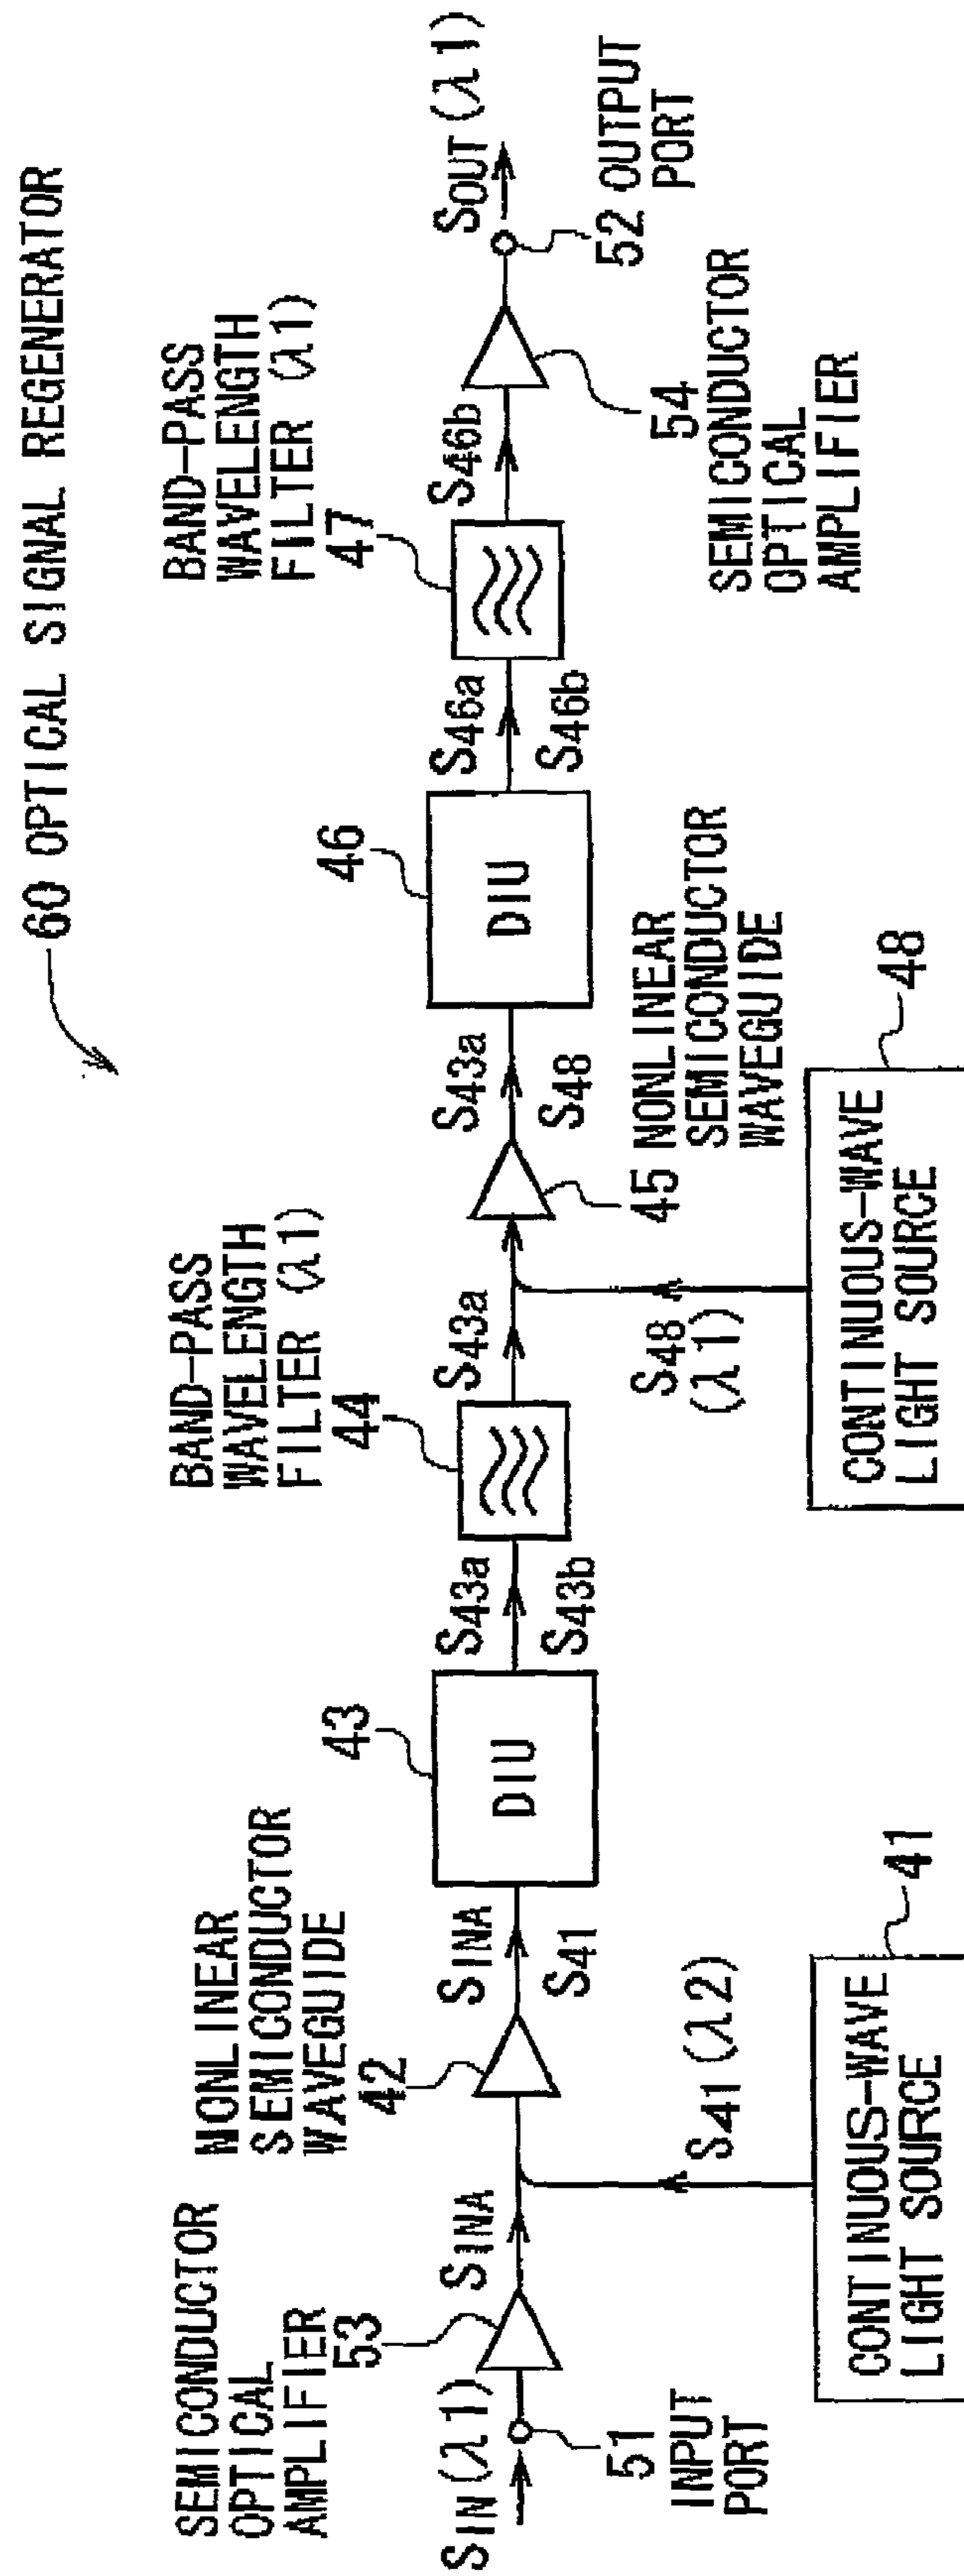 60 OPTICAL SIGNAL REGENERATOR
SEMICONDUCTOR
OPTICAL
AMPLIFIER
53
SIN (λ1)
51
INPUT
PORT
SINA
S41 (λ2)
CONTINUOUS-WAVE
LIGHT SOURCE
41
NONLINEAR
SEMICONDUCTOR
WAVEGUIDE
42
SINA
S41
43
DIU
S43a
S43b
BAND-PASS
WAVELENGTH
FILTER (λ1)
44
S43a
S48
(λ1)
CONTINUOUS-WAVE
LIGHT SOURCE
48
45 NONLINEAR
SEMICONDUCTOR
WAVEGUIDE
S43a
S48
46
DIU
S46a
S46b
BAND-PASS
WAVELENGTH
FILTER (λ1)
47
S46b
54
SEMICONDUCTOR
OPTICAL
AMPLIFIER
SOUT (λ1)
52 OUTPUT
PORT